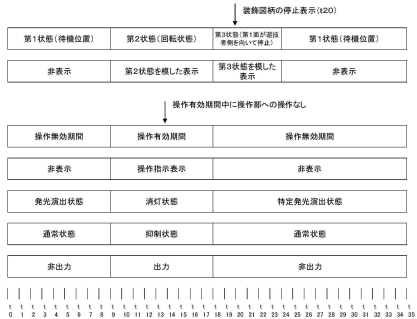 装飾図柄の停止表示(t20)
第1状態(待機位置) 第2状態(回転状態) 第3状態(第1面が遊技者側を向いて停止) 第1状態(待機位置)
非表示 第2状態を模した表示 第3状態を模した表示 非表示
操作有効期間中に操作部への操作なし
操作無効期間 操作有効期間 操作無効期間
非表示 操作指示表示 非表示
発光演出状態 消灯状態 特定発光演出状態
通常状態 抑制状態 通常状態
非出力 出力 非出力
t t t t t t t t t t t t t t t t t t t t t t t t t t t t t t t t t t t t
0 1 2 3 4 5 6 7 8 9 10 11 12 13 14 15 16 17 18 19 20 21 22 23 24 25 26 27 28 29 30 31 32 33 34 35